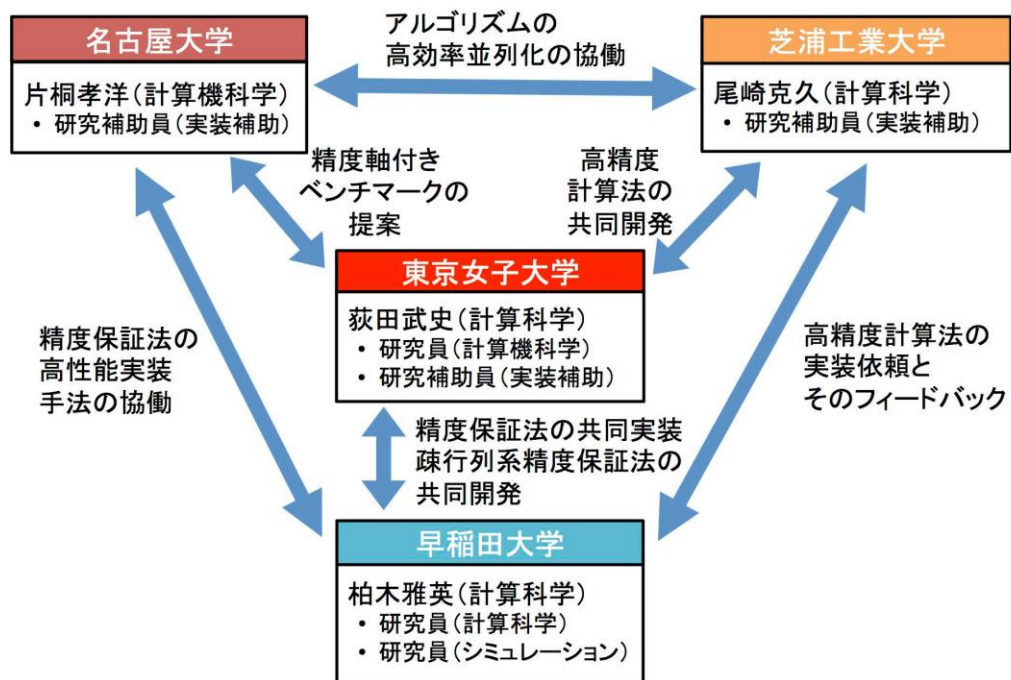 名古屋大学
片桐孝洋(計算機科学)
• 研究補助員(実装補助)
アルゴリズムの
高効率並列化の協働
芝浦工業大学
尾崎克久(計算科学)
• 研究補助員(実装補助)
精度軸付き
ベンチマークの
提案
高精度
計算法の
共同開発
東京女子大学
荻田武史(計算科学)
• 研究員(計算機科学)
• 研究補助員(実装補助)
精度保証法の
高性能実装
手法の協働
高精度計算法の
実装依頼と
そのフィードバック
精度保証法の共同実装
疎行列系精度保証法の
共同開発
早稲田大学
柏木雅英(計算科学)
• 研究員(計算科学)
• 研究員(シミュレーション)